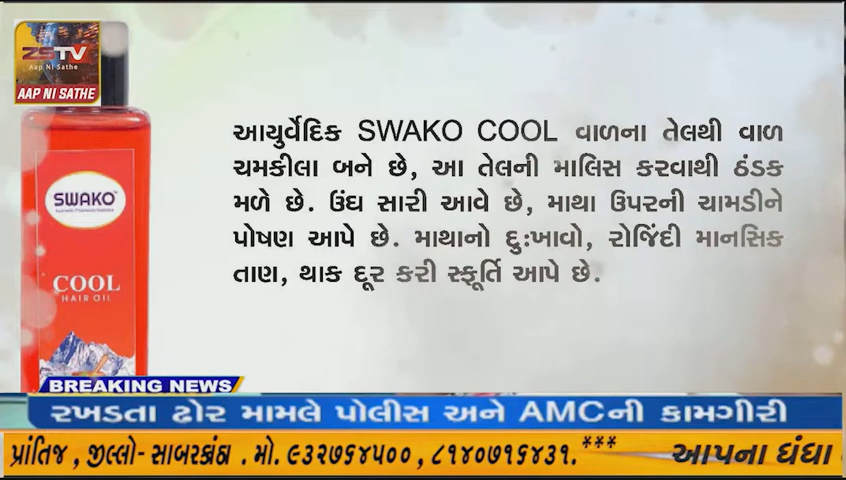 ZSTV
Aap Ni Sathe
AAP NI SATHE
આયુર્વેદિક SWAKO COOL વાળના તેલથી વાળ
ચમકીલા બને છે, આ તેલની માલિસ કરવાથી ઠંડક
મળે છે. ઉંઘ સારી આવે છે, માથા ઉપરની ચામડીને
પોષણ આપે છે. માથાનો દુઃખાવો, રોજિંદી માનસિક
તાણ, થાક દૂર કરી સ્ફૂર્તિ આપે છે.
SWAKO™
COOL
HAIR OIL
BREAKING NEWS
રખડતા ઢોર મામલે પોલીસ અને AMCની કામગીરી
પ્રાંતિજ , જીલ્લો- સાબરકાંઠા . મો. ૯૩૨૭૬૪૫૦૦ , ૮૧૪૦૭૧૬૪૩૧.*** આપના ધંધા